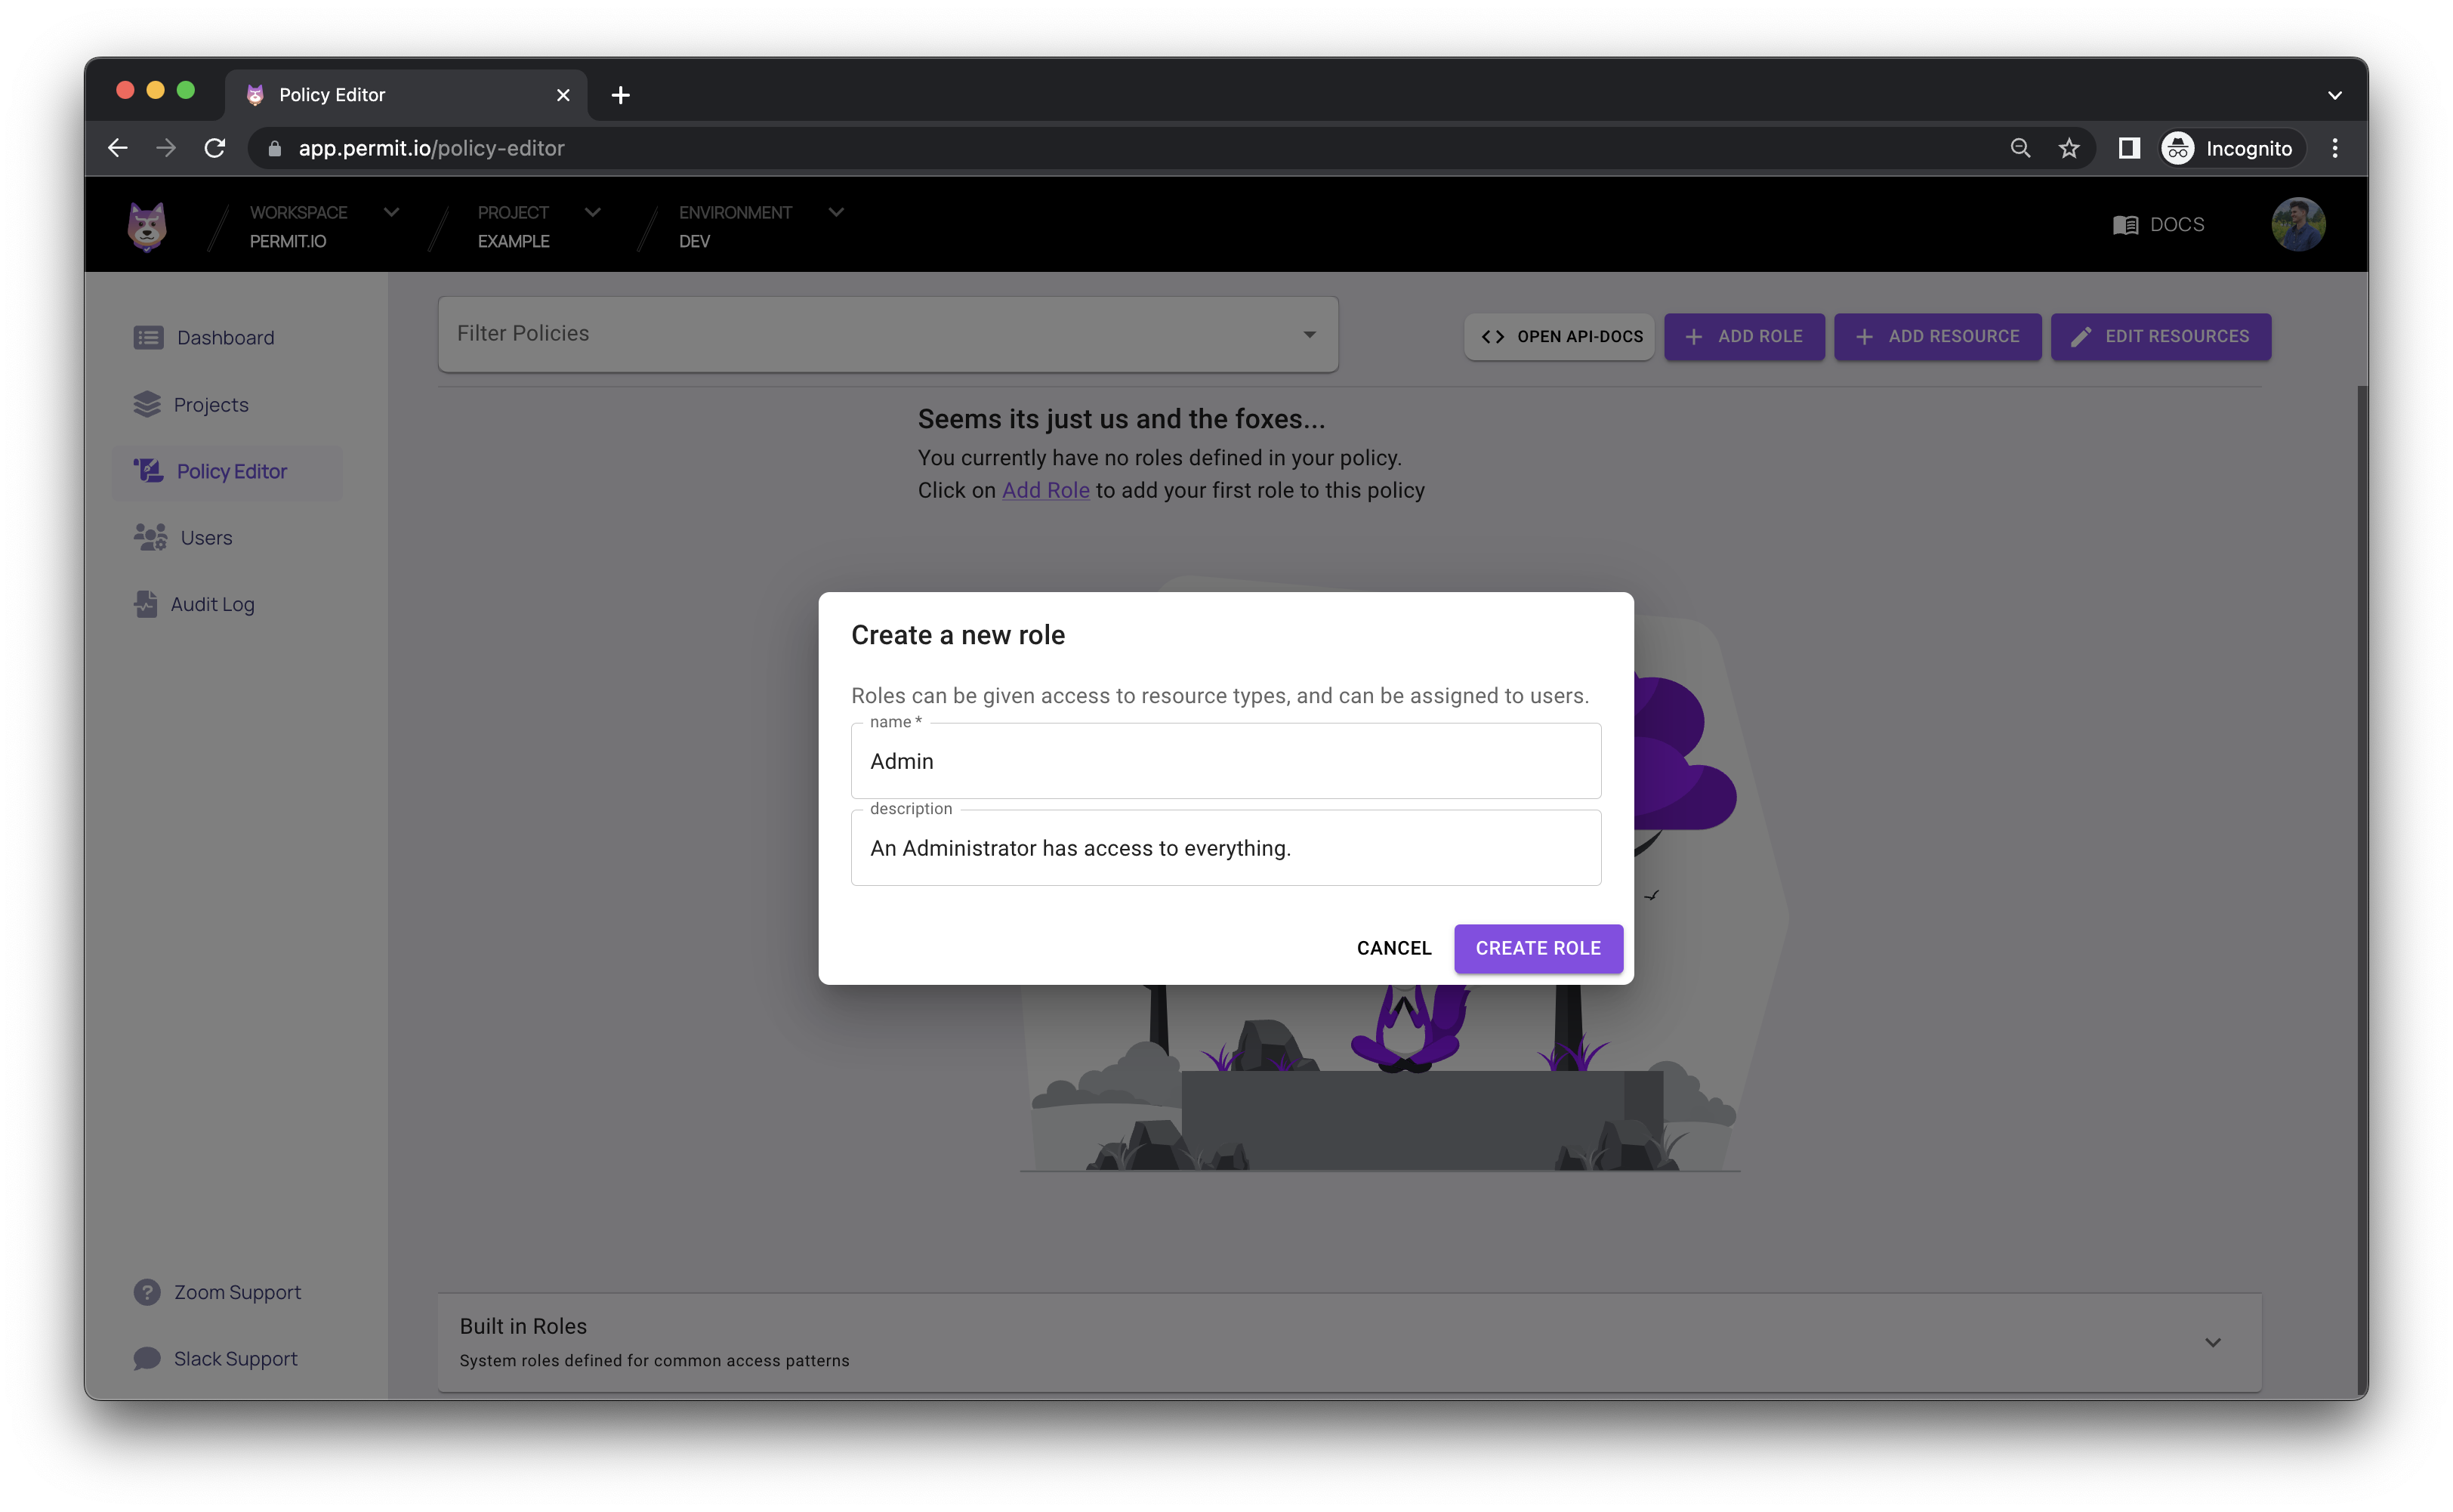 Policy Editor
app.permit.io/policy-editor
Incognito
WORKSPACE
PERMIT.IO
PROJECT
EXAMPLE
ENVIRONMENT
DEV
DOCS
Dashboard
Projects
Policy Editor
Users
Audit Log
Zoom Support
Slack Support
Filter Policies
OPEN API-DOCS
ADD ROLE
ADD RESOURCE
EDIT RESOURCES
Seems its just us and the foxes...
You currently have no roles defined in your policy.
Click on Add Role to add your first role to this policy
Create a new role
Roles can be given access to resource types, and can be assigned to users.
name *
Admin
description
An Administrator has access to everything.
CANCEL
CREATE ROLE
Built in Roles
System roles defined for common access patterns